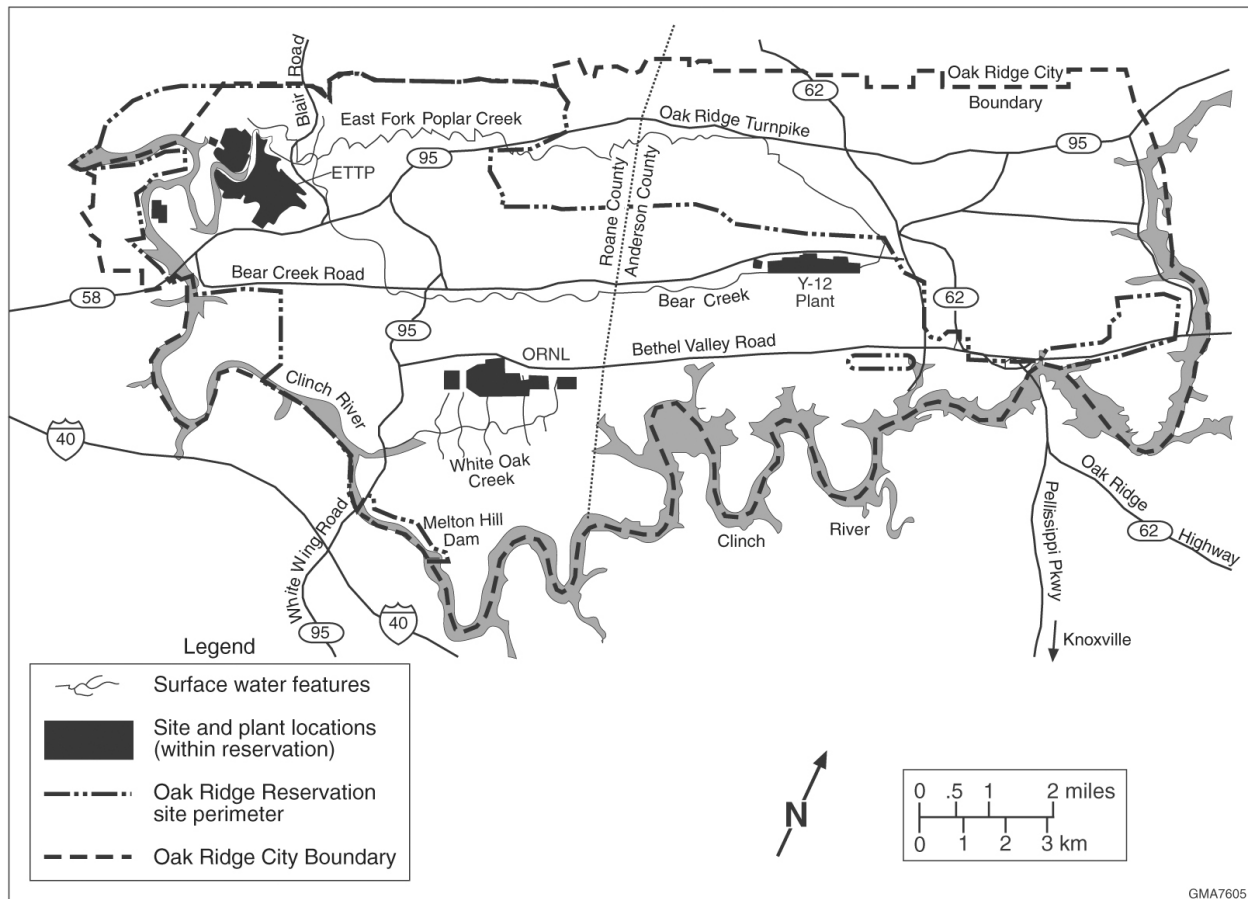 Oak Ridge City
Boundary
Blair Road
62
East Fork Poplar Creek
Oak Ridge Turnpike
95
95
ETTP
Roane County
Anderson County
Bear Creek Road
Bear Creek
Y-12
Plant
58
62
95
Bethel Valley Road
ORNL
Clinch River
40
White Oak
Creek
Melton Hill
Dam
White Wing Road
Clinch
River
Oak Ridge
Highway
62
Pellissippi Pkwy
95
40
Knoxville
Legend
Surface water features
Site and plant locations
(within reservation)
Oak Ridge Reservation
site perimeter
Oak Ridge City Boundary
N
0 .5 1 2 miles
0 1 2 3 km
GMA7605